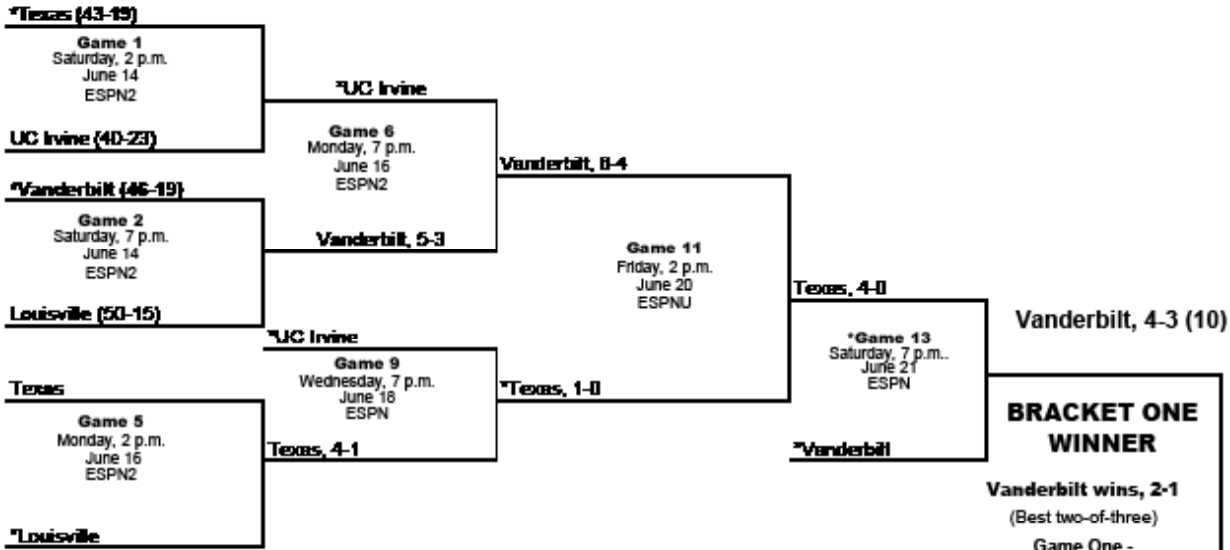 *Texas (43-19)
Game 1
Saturday, 2 p.m.
June 14
ESPN2
UC Irvine (40-23)
*UC Irvine
Game 6
Monday, 7 p.m.
June 16
ESPN2
Vanderbilt, 5-3
*Vanderbilt (46-19)
Game 2
Saturday, 7 p.m.
June 14
ESPN2
Louisville (50-15)
Vanderbilt, 6-4
Game 11
Friday, 2 p.m.
June 20
ESPNU
*UC Irvine
Game 9
Wednesday, 7 p.m.
June 18
ESPN
Texas, 4-1
Texas
Game 5
Monday, 2 p.m.
June 16
ESPN2
*Louisville
*Texas, 1-0
Texas, 4-0
*Game 13
Saturday, 7 p.m..
June 21
ESPN
*Vanderbilt
Vanderbilt, 4-3 (10)
BRACKET ONE
WINNER
Vanderbilt wins, 2-1
(Best two-of-three)
Game One -